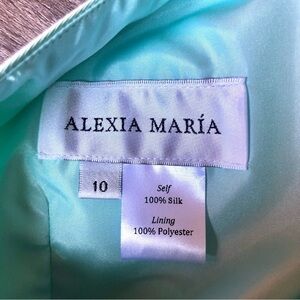 ALEXIA MARÍA
10
Self
100% Silk
Lining
100% Polyester